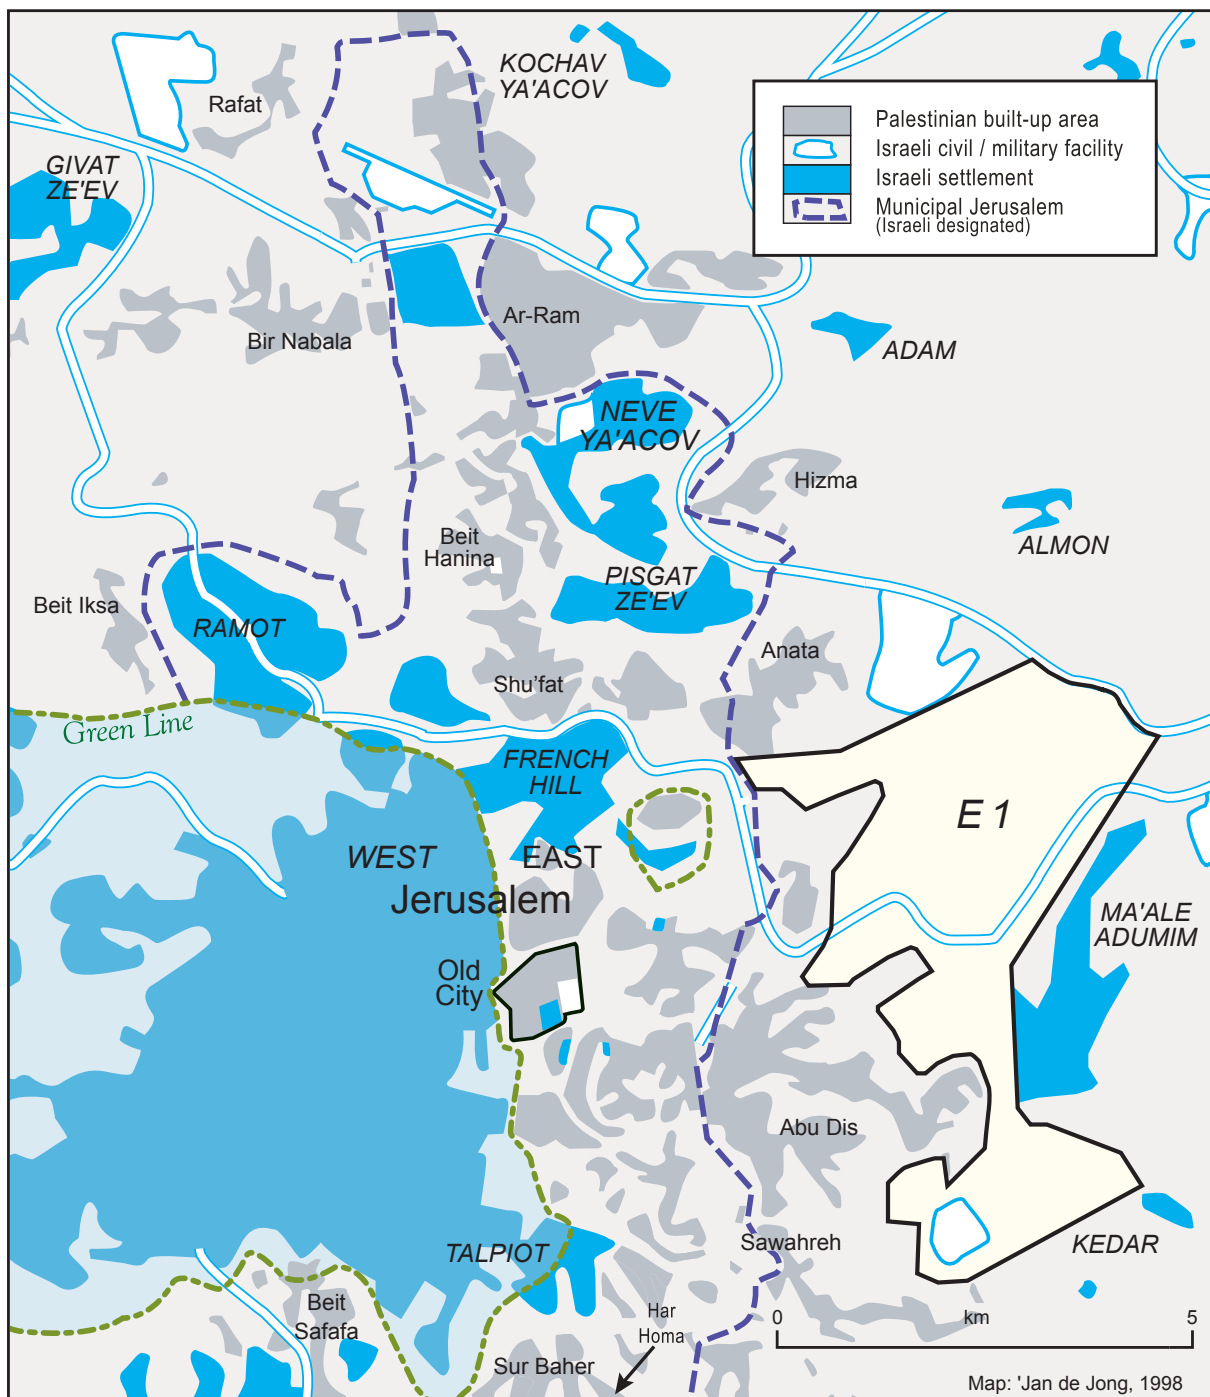 KOCHAV
YA'ACOV
Rafat
GIVAT
ZE'EV
Palestinian built-up area
Israeli civil / military facility
Israeli settlement
Municipal Jerusalem
(Israeli designated)
Bir Nabala
Ar-Ram
ADAM
NEVE
YA'ACOV
Hizma
Beit
Hanina
ALMON
PISGAT
ZE'EV
Beit Iksa
RAMOT
Anata
Shu'fat
Green Line
FRENCH
HILL
E 1
WEST
EAST
Jerusalem
MA'ALE
ADUMIM
Old
City
Abu Dis
TALPIOT
Sawahreh
KEDAR
Beit
Safafa
Har
Homa
0 km 5
Sur Baher
Map: 'Jan de Jong, 1998